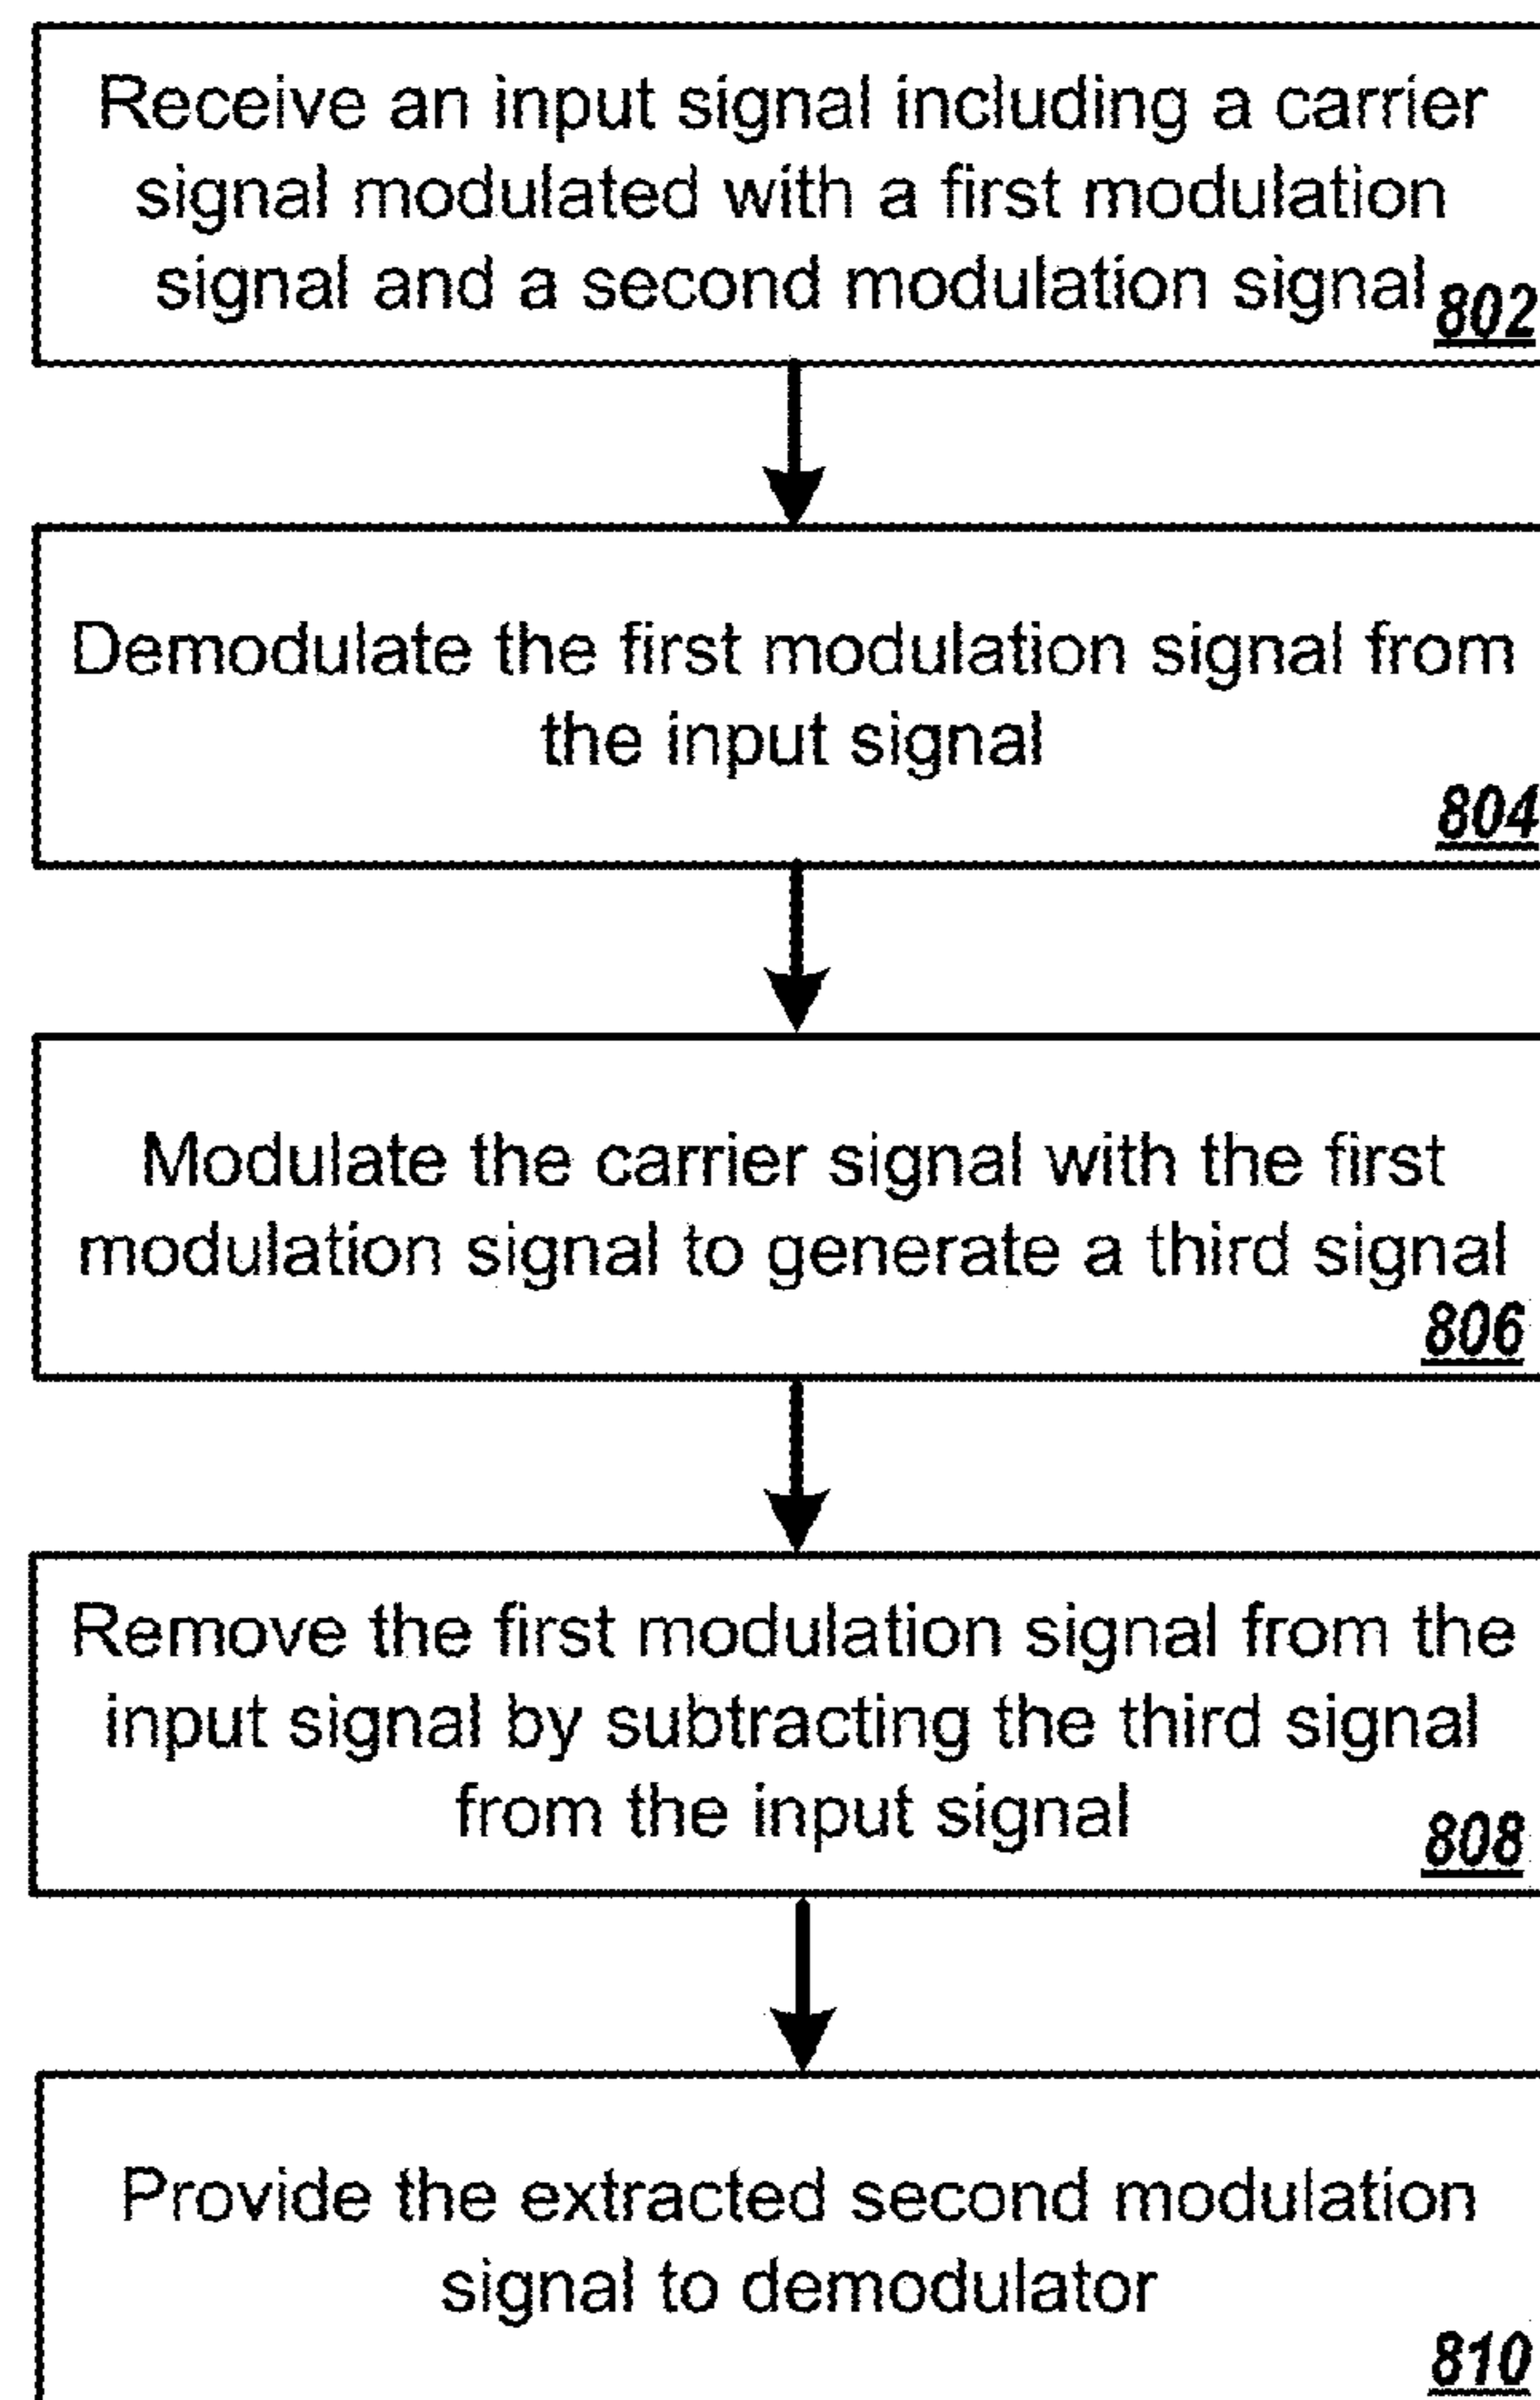 Receive an input signal including a carrier
signal modulated with a first modulation
signal and a second modulation signal 802
Demodulate the first modulation signal from
the input signal
804
Modulate the carrier signal with the first
modulation signal to generate a third signal
806
Remove the first modulation signal from the
input signal by subtracting the third signal
from the input signal 808
Provide the extracted second modulation
signal to demodulator
810